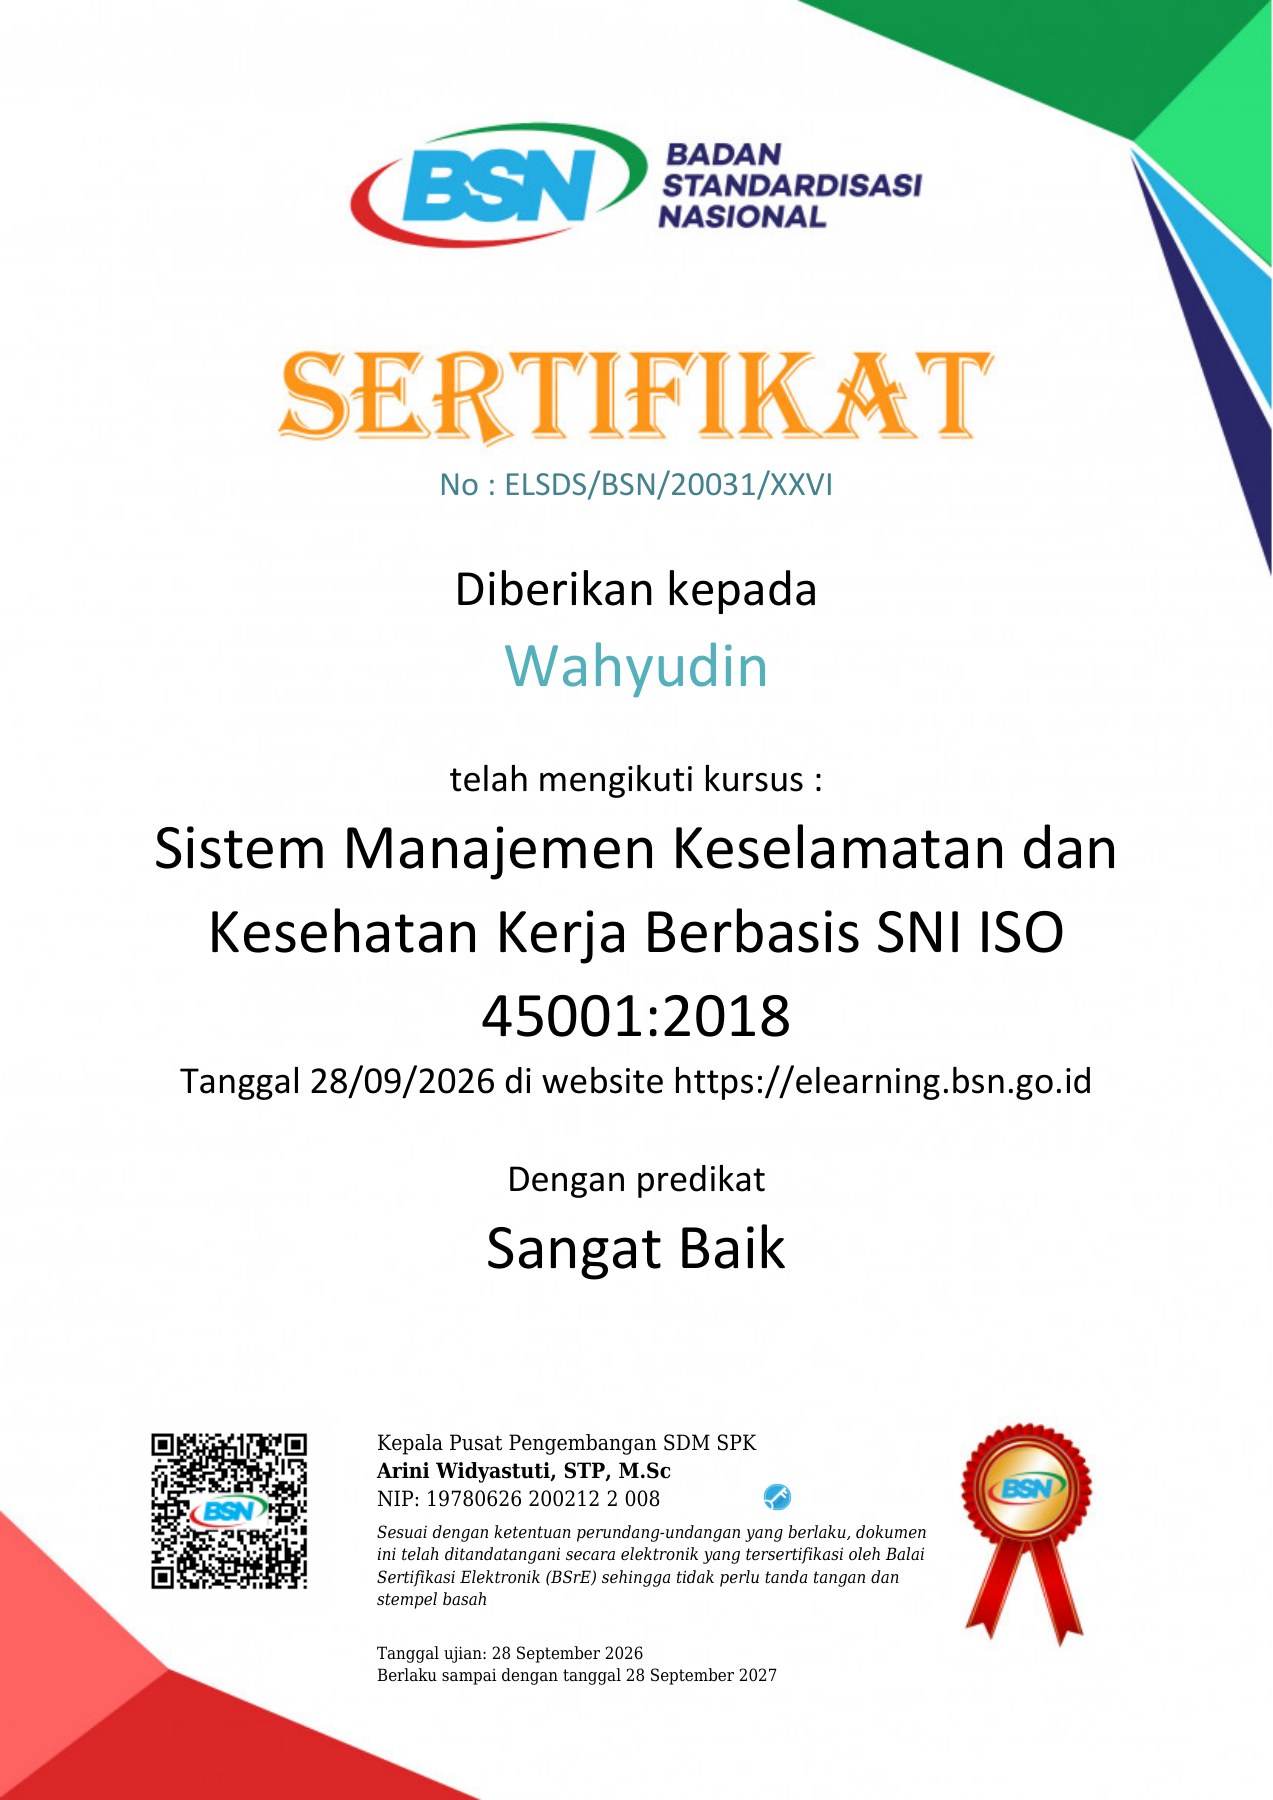 BSN BADAN
STANDARDISASI
NASIONAL
SERTIFIKAT
No : ELSDS/BSN/20031/XXVI
Diberikan kepada
Wahyudin
telah mengikuti kursus :
Sistem Manajemen Keselamatan dan
Kesehatan Kerja Berbasis SNI ISO
45001:2018
Tanggal 28/09/2026 di website https://elearning.bsn.go.id
Dengan predikat
Sangat Baik
BSN
Kepala Pusat Pengembangan SDM SPK
Arini Widyastuti, STP, M.Sc
NIP: 19780626 200212 2 008
Sesuai dengan ketentuan perundang-undangan yang berlaku, dokumen
ini telah ditandatangani secara elektronik yang tersertifikasi oleh Balai
Sertifikasi Elektronik (BSrE) sehingga tidak perlu tanda tangan dan
stempel basah
Tanggal ujian: 28 September 2026
Berlaku sampai dengan tanggal 28 September 2027
BSN